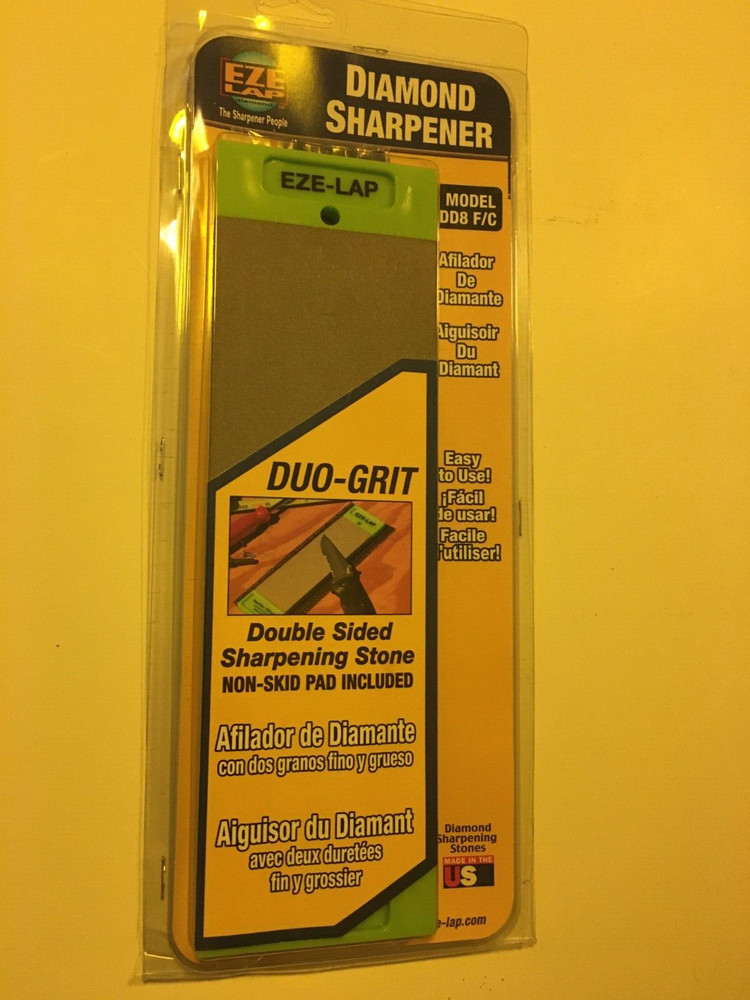 EZE
LAP
diamond
The Sharpener People
DIAMOND
SHARPENER
EZE-LAP
MODEL
DD8 F/C
Afilador
De
Diamante
Aiguisoir
Du
Diamant
Easy
to Use!
¡Fácil
de usar!
Facile
l'utiliser!
DUO-GRIT
EZE-LAP
Double Sided
Sharpening Stone
NON-SKID PAD INCLUDED
Afilador de Diamante
con dos granos fino y grueso
Aiguisor du Diamant
avec deux duretées
fin y grossier
Diamond
Sharpening
Stones
MADE IN THE
US
e-lap.com